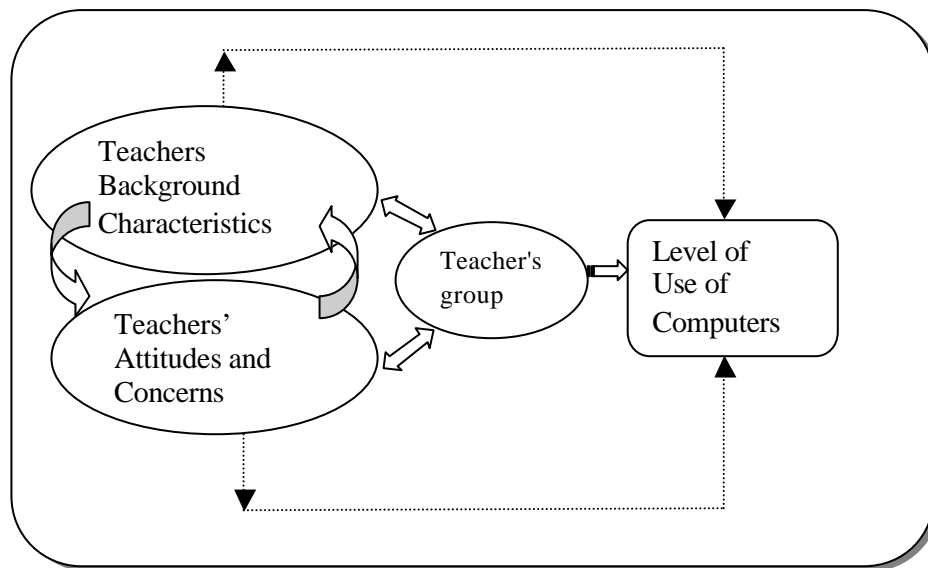 Teachers
Background
Characteristics
Teacher's
group
Level of
Use of
Computers
Teachers’
Attitudes and
Concerns